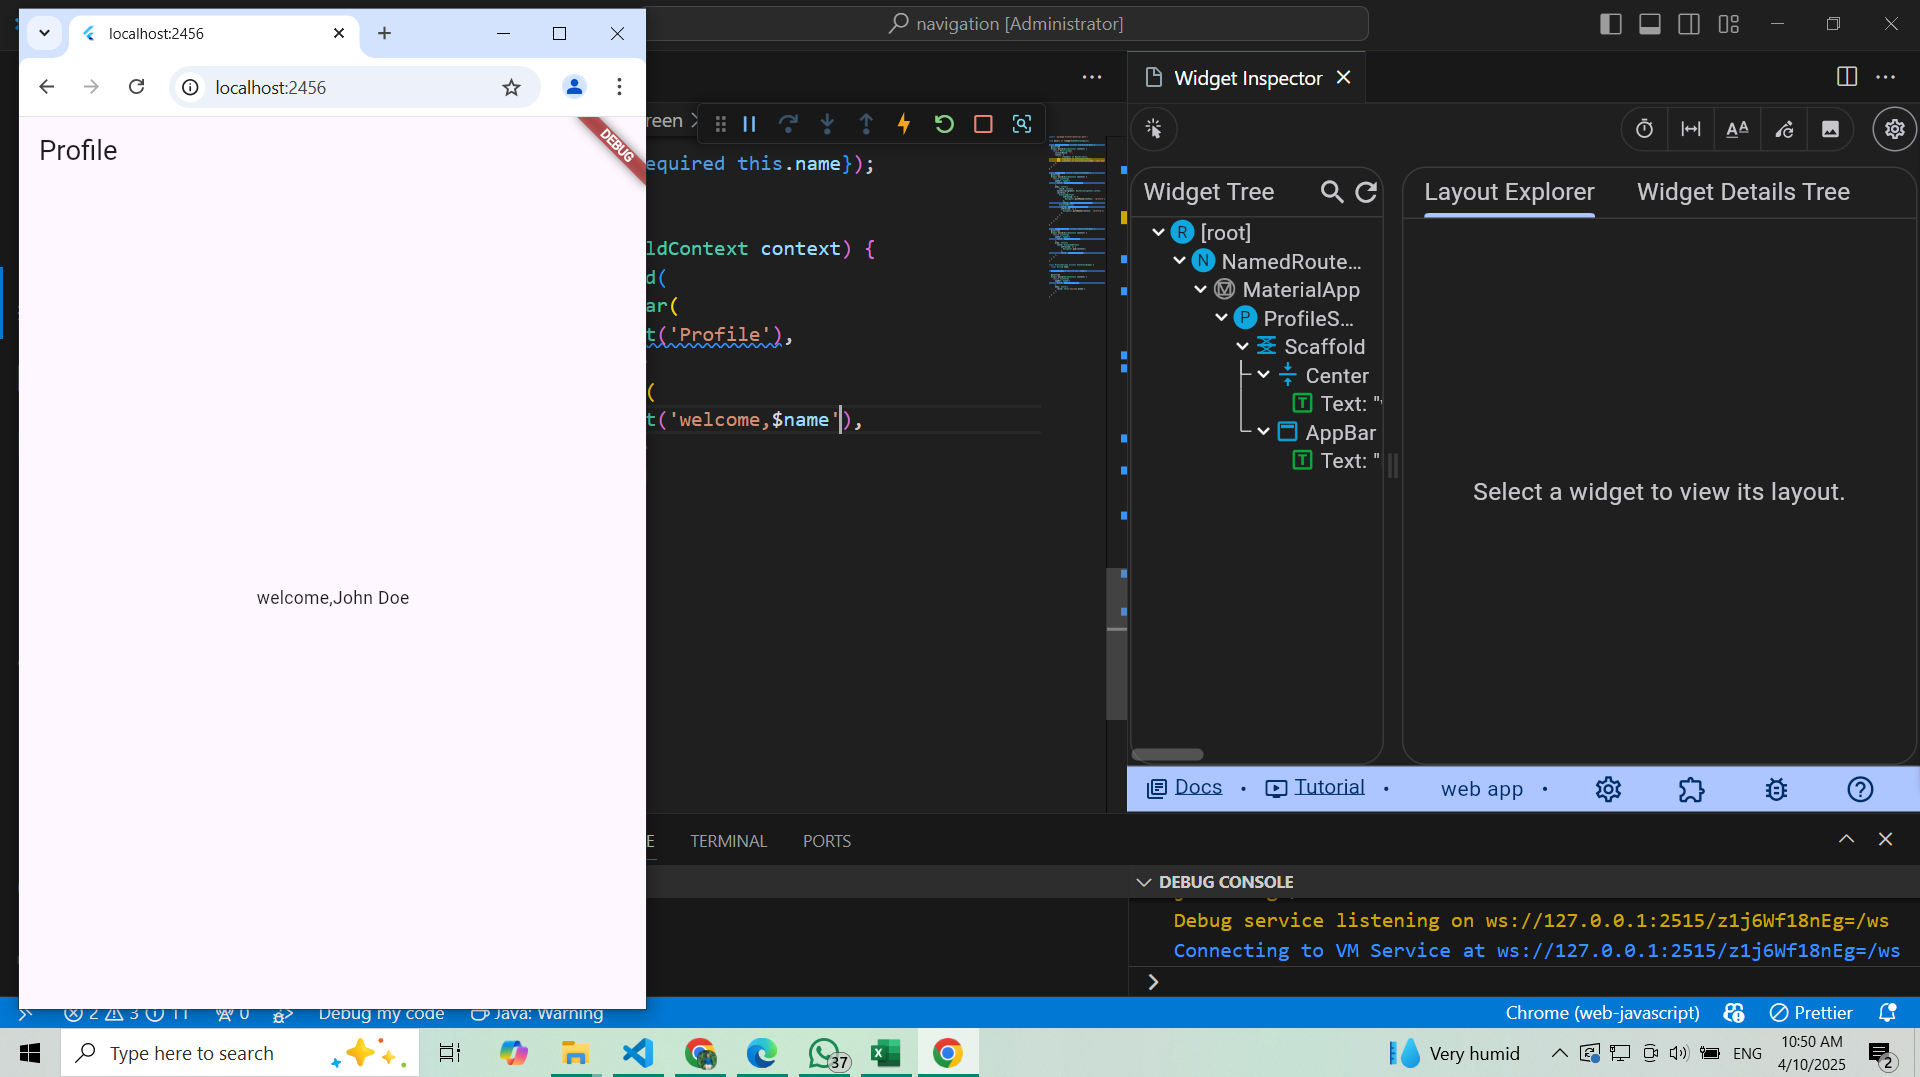 localhost:2456
localhost:2456
Profile
DEBUG
welcome,John Doe
navigation [Administrator]
reen
equired this.name});
ldContext context) {
d(
ar(
t('Profile'),
(
t('welcome,$name'),
Widget Inspector
Widget Tree
[root]
NamedRoute...
MaterialApp
ProfileS...
Scaffold
Center
Text: "
AppBar
Text: "
Layout Explorer
Widget Details Tree
Select a widget to view its layout.
Docs • Tutorial • web app •
E
TERMINAL
PORTS
DEBUG CONSOLE
Debug service listening on ws://127.0.0.1:2515/z1j6Wf18nEg=/ws
Connecting to VM Service at ws://127.0.0.1:2515/z1j6Wf18nEg=/ws
2 3 11 0 Debug my code Java: Warning
Chrome (web-javascript) Prettier
Type here to search
37
Very humid
ENG
10:50 AM
4/10/2025
2